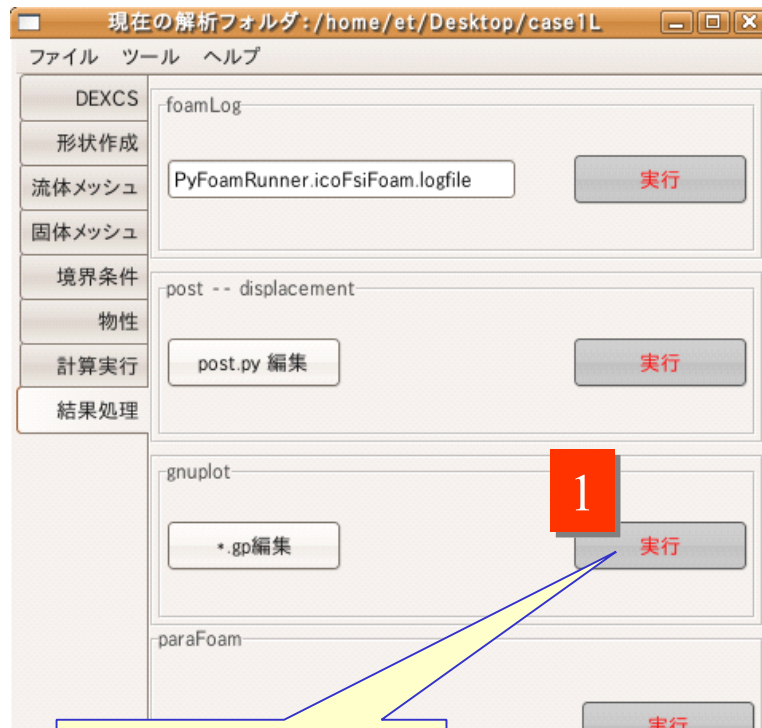 現在の解析フォルダ:/home/et/Desktop/case1L
ファイル ツール ヘルプ
DEXCS
形状作成
流体メッシュ
固体メッシュ
境界条件
物性
計算実行
結果処理
foamLog
PyFoamRunner.icoFsiFoam.logfile
実行
post -- displacement
post.py 編集
実行
gnuplot
1
*.gp編集
実行
paraFoam
実行